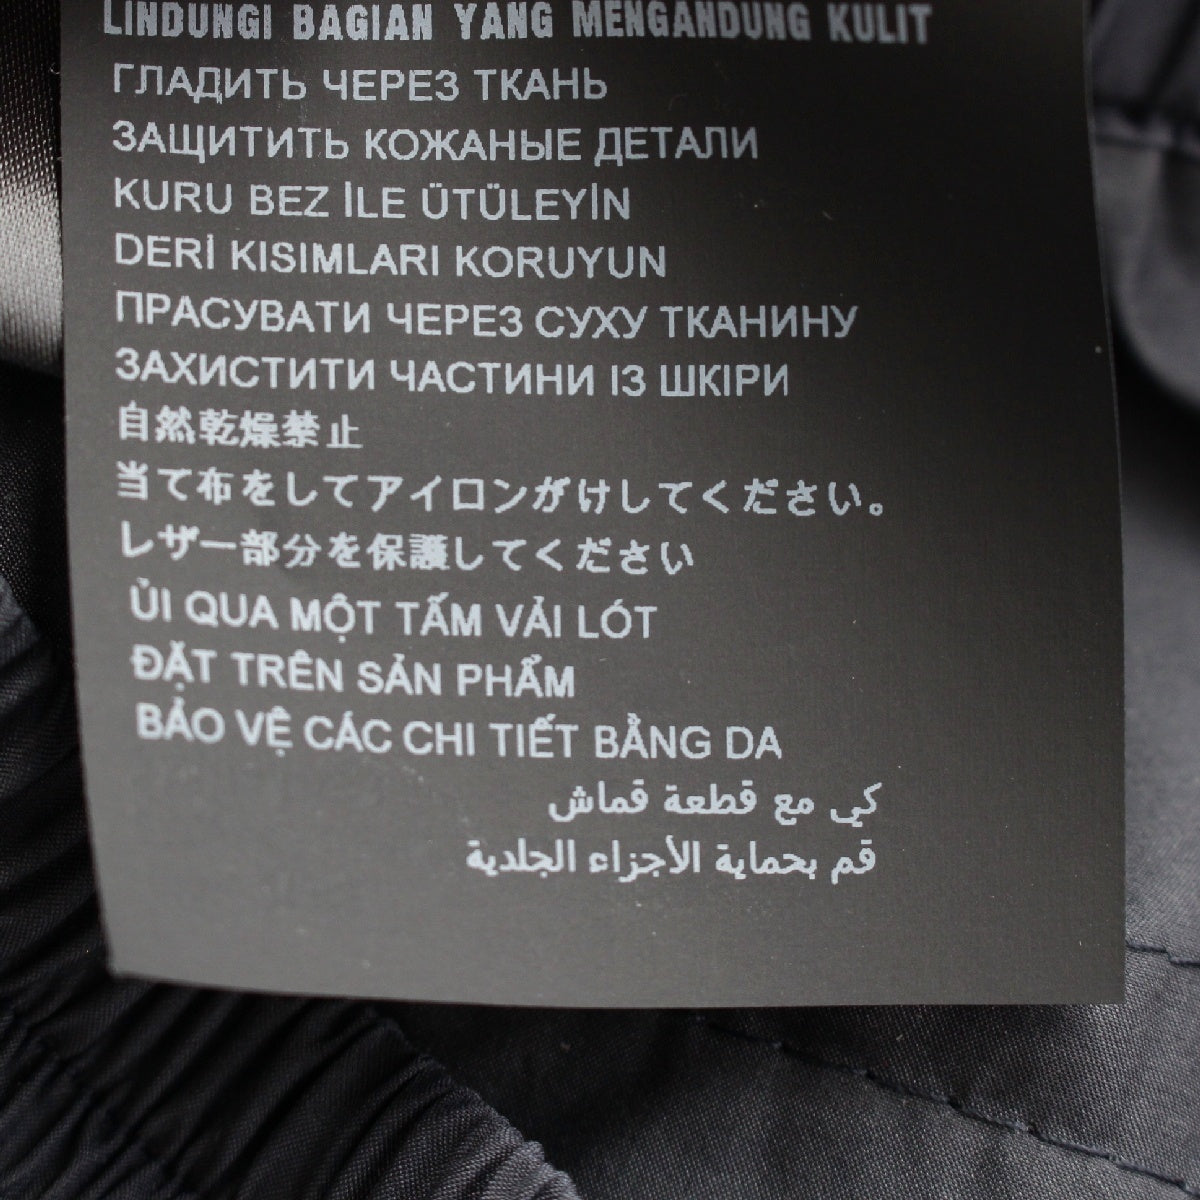 LINDUNGI BAGIAN YANG MENGANDUNG KULIT
ГЛАДИТЬ ЧЕРЕЗ ТКАНЬ
ЗАЩИТИТЬ КОЖАНЫЕ ДЕТАЛИ
KURU BEZ İLE ÜTÜLEYİN
DERİ KISIMLARI KORUYUN
ПРАСУВАТИ ЧЕРЕЗ СУХУ ТКАНИНУ
ЗАХИСТИТИ ЧАСТИНИ ІЗ ШКІРИ
自然乾燥禁止
当て布をしてアイロンがけしてください。
レザー部分を保護してください
ỦI QUA MỘT TẤM VẢI LÓT
ĐẶT TRÊN SẢN PHẨM
BẢO VỆ CÁC CHI TIẾT BẰNG DA
كي مع قطعة قماش
قم بحماية الأجزاء الجلدية